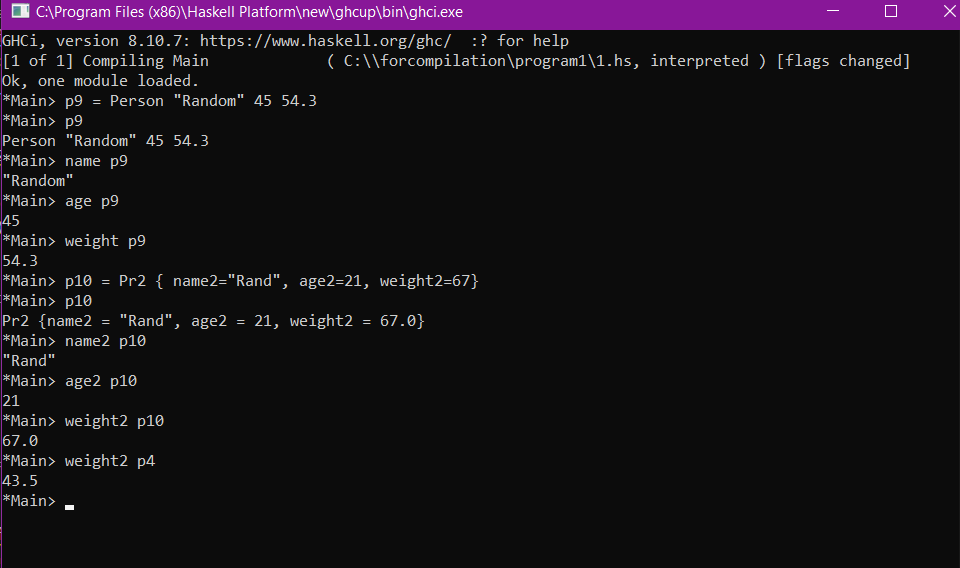 C:\Program Files (x86)\Haskell Platform\new\ghcup\bin\ghci.exe
GHCi, version 8.10.7: https://www.haskell.org/ghc/  :? for help
[1 of 1] Compiling Main             ( C:\\forcompilation\program1\1.hs, interpreted ) [flags changed]
Ok, one module loaded.
*Main> p9 = Person "Random" 45 54.3
*Main> p9
Person "Random" 45 54.3
*Main> name p9
"Random"
*Main> age p9
45
*Main> weight p9
54.3
*Main> p10 = Pr2 { name2="Rand", age2=21, weight2=67}
*Main> p10
Pr2 {name2 = "Rand", age2 = 21, weight2 = 67.0}
*Main> name2 p10
"Rand"
*Main> age2 p10
21
*Main> weight2 p10
67.0
*Main> weight2 p4
43.5
*Main>